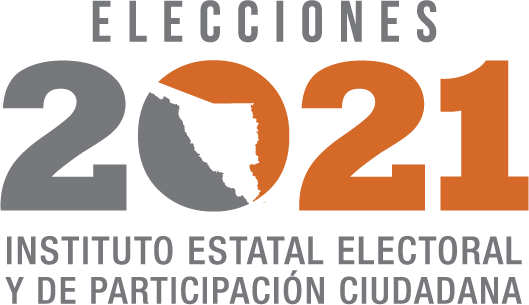 ELECCIONES
2021
INSTITUTO ESTATAL ELECTORAL
Y DE PARTICIPACIÓN CIUDADANA